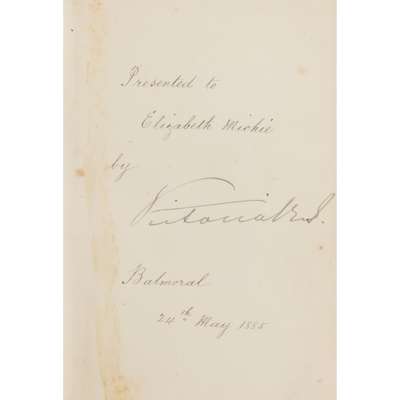 Presented to
Elizabeth Michie
by
Victoria R I.
Balmoral
24th May 1885